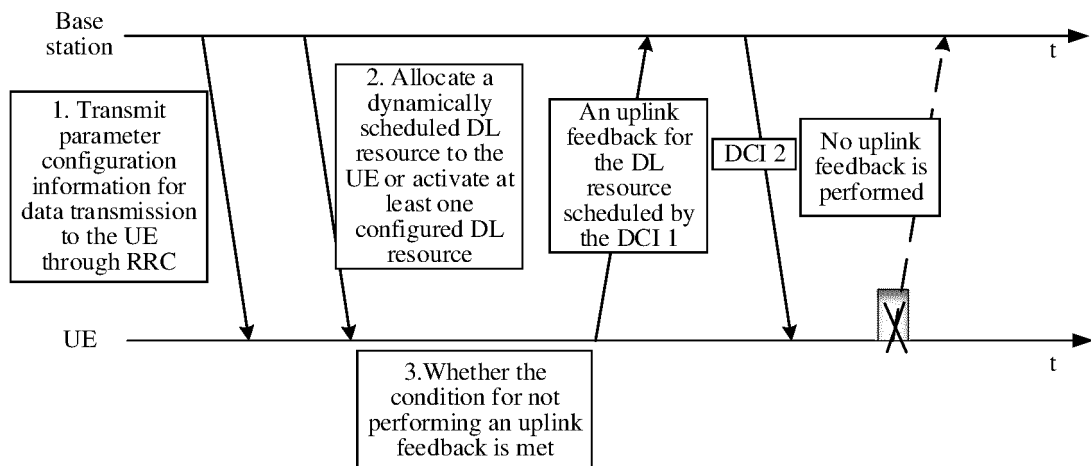 Base
station
t
1. Transmit
parameter
configuration
information for
data transmission
to the UE
through RRC
2. Allocate a
dynamically
scheduled DL
resource to the
UE or activate at
least one
configured DL
resource
An uplink
feedback for
the DL
resource
scheduled by
the DCI 1
DCI 2
No uplink
feedback is
performed
UE
t
3.Whether the
condition for not
performing an uplink
feedback is met